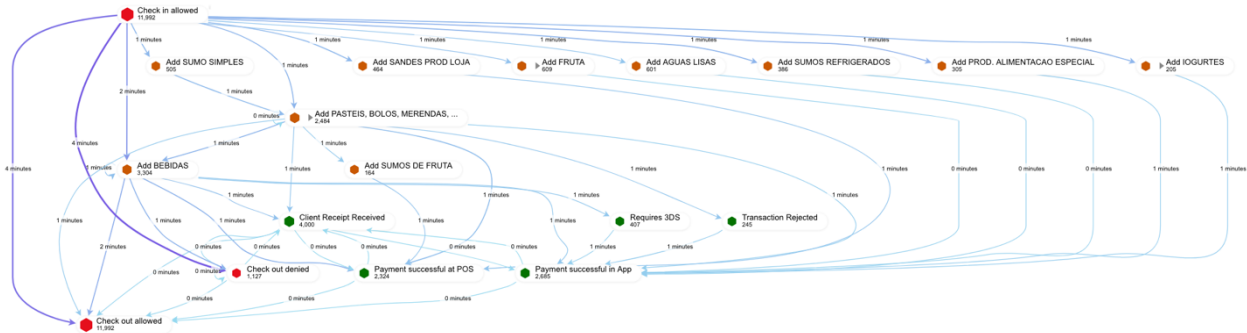 Check in allowed
11,992
1 minutes
1 minutes
1 minutes
1 minutes
1 minutes
1 minutes
1 minutes
1 minutes
Add SUMO SIMPLES
505
Add SANDES PROD LOJA
464
Add FRUTA
609
Add AGUAS LISAS
601
Add SUMOS REFRIGERADOS
386
Add PROD. ALIMENTACAO ESPECIAL
305
Add IOGURTES
205
2 minutes
1 minutes
0 minutes
Add PASTEIS, BOLOS, MERENDAS, ...
2,484
4 minutes
1 minutes
4 minutes
1 minutes
Add BEBIDAS
3,304
1 minutes
1 minutes
Add SUMOS DE FRUTA
164
0 minutes
0 minutes
0 minutes
1 minutes
1 minutes
1 minutes
1 minutes
1 minutes
1 minutes
Client Receipt Received
4,000
Requires 3DS
407
Transaction Rejected
245
1 minutes
1 minutes
1 minutes
1 minutes
1 minutes
2 minutes
0 minutes
0 minutes
0 minutes
0 minutes
0 minutes
1 minutes
1 minutes
Check out denied
1,127
Payment successful at POS
2,324
Payment successful in App
2,685
0 minutes
0 minutes
0 minutes
0 minutes
0 minutes
Check out allowed
11,992